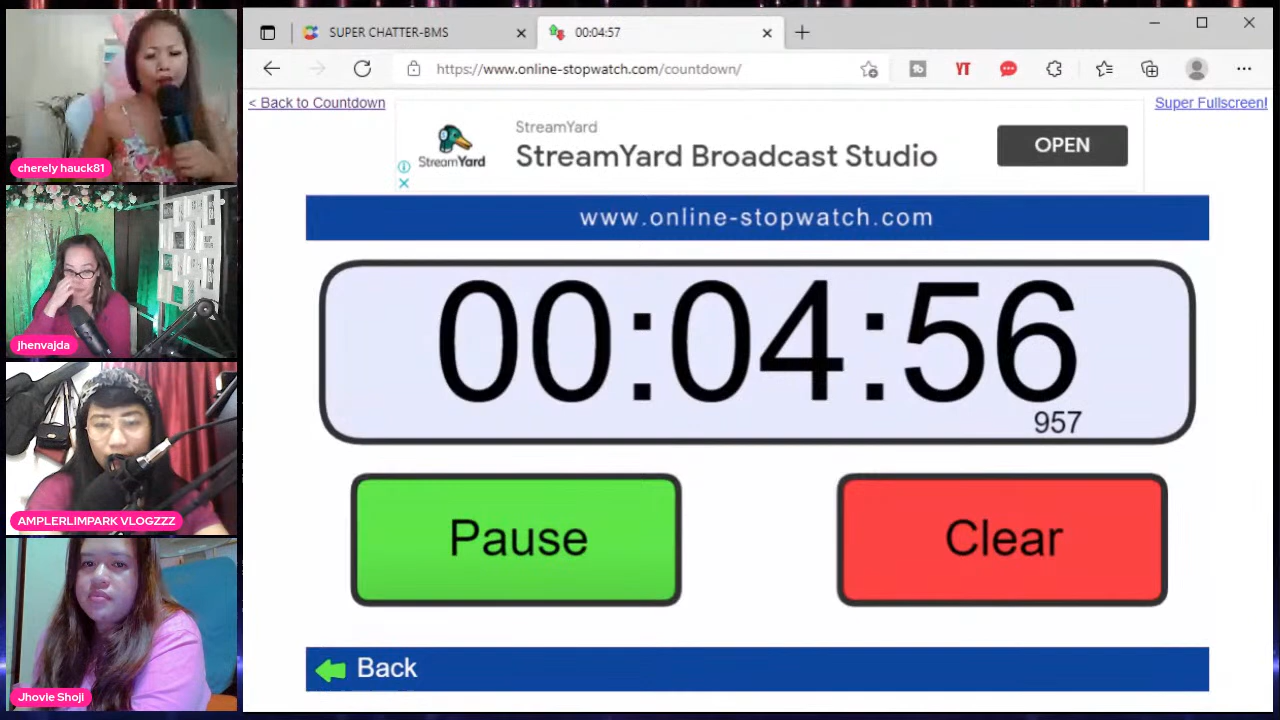 cherely hauck81
jhenvajda
AMPLERLIMPARK VLOGZZZ
Jhovie Shoji
SUPER CHATTER-BMS
00:04:57
https://www.online-stopwatch.com/countdown/
YT
< Back to Countdown
Super Fullscreen!
StreamYard
StreamYard
StreamYard Broadcast Studio
OPEN
www.online-stopwatch.com
00:04:56
957
Pause
Clear
Back